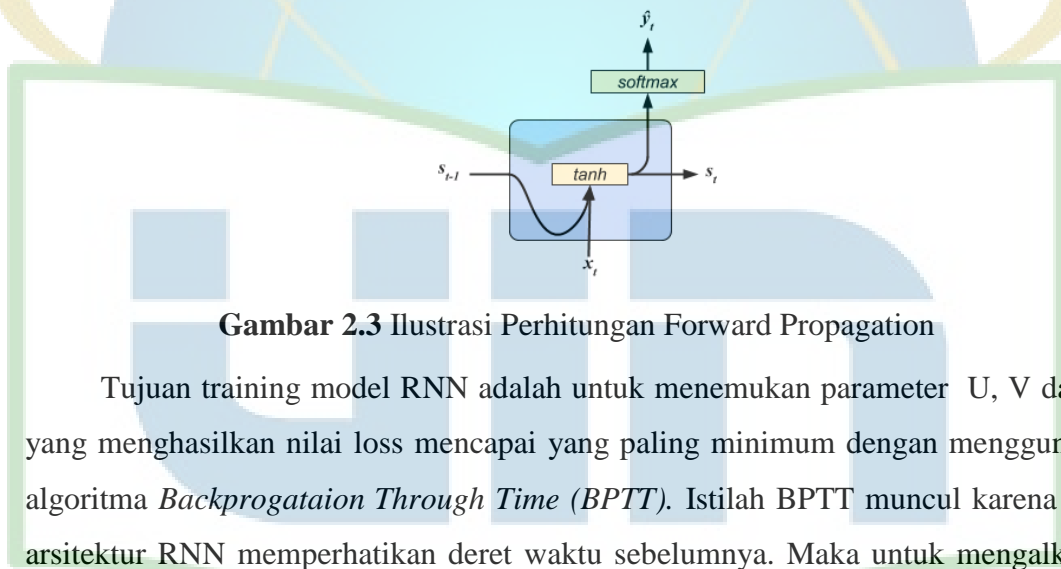 ŷt
softmax
st-1
tanh
st
xt
Gambar 2.3 Ilustrasi Perhitungan Forward Propagation
Tujuan training model RNN adalah untuk menemukan parameter U, V
yang menghasilkan nilai loss mencapai yang paling minimum dengan
algoritma Backprogataion Through Time (BPTT). Istilah BPTT muncul karena
arsitektur RNN memperhatikan deret waktu sebelumnya. Maka untuk
uin